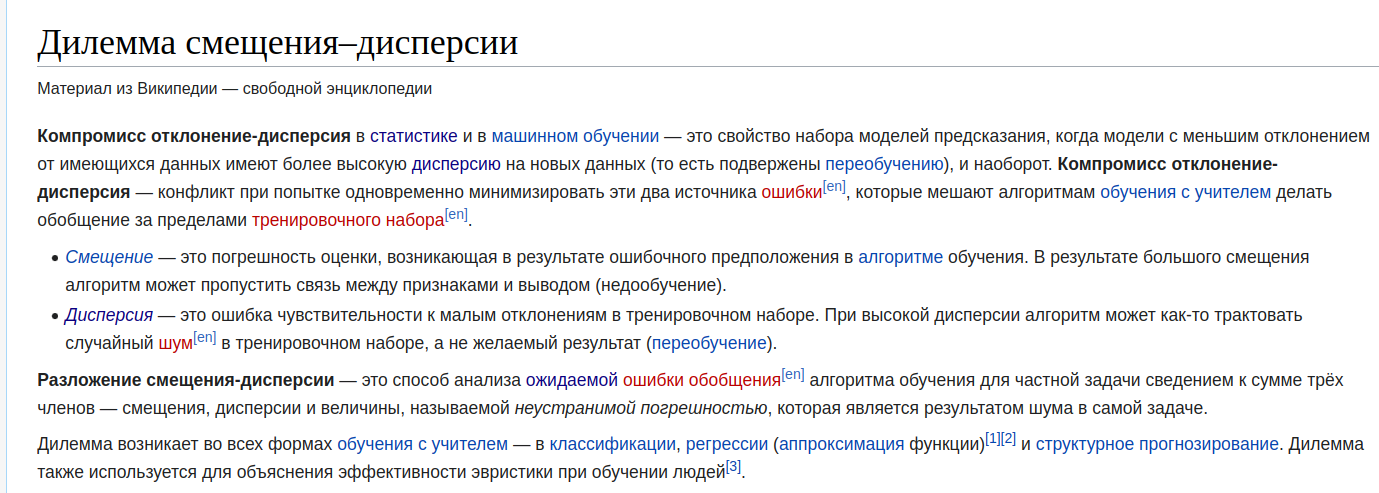 Дилемма смещения–дисперсии
Материал из Википедии — свободной энциклопедии
Компромисс отклонение-дисперсия в статистике и в машинном обучении — это свойство набора моделей предсказания, когда модели с меньшим отклонением
от имеющихся данных имеют более высокую дисперсию на новых данных (то есть подвержены переобучению), и наоборот. Компромисс отклонение-
дисперсия — конфликт при попытке одновременно минимизировать эти два источника ошибки[en], которые мешают алгоритмам обучения с учителем делать
обобщение за пределами тренировочного набора[en].
• Смещение — это погрешность оценки, возникающая в результате ошибочного предположения в алгоритме обучения. В результате большого смещения
алгоритм может пропустить связь между признаками и выводом (недообучение).
• Дисперсия — это ошибка чувствительности к малым отклонениям в тренировочном наборе. При высокой дисперсии алгоритм может как-то трактовать
случайный шум[en] в тренировочном наборе, а не желаемый результат (переобучение).
Разложение смещения-дисперсии — это способ анализа ожидаемой ошибки обобщения[en] алгоритма обучения для частной задачи сведением к сумме трёх
членов — смещения, дисперсии и величины, называемой неустранимой погрешностью, которая является результатом шума в самой задаче.
Дилемма возникает во всех формах обучения с учителем — в классификации, регрессии (аппроксимация функции)[1][2] и структурное прогнозирование. Дилемма
также используется для объяснения эффективности эвристики при обучении людей[3].